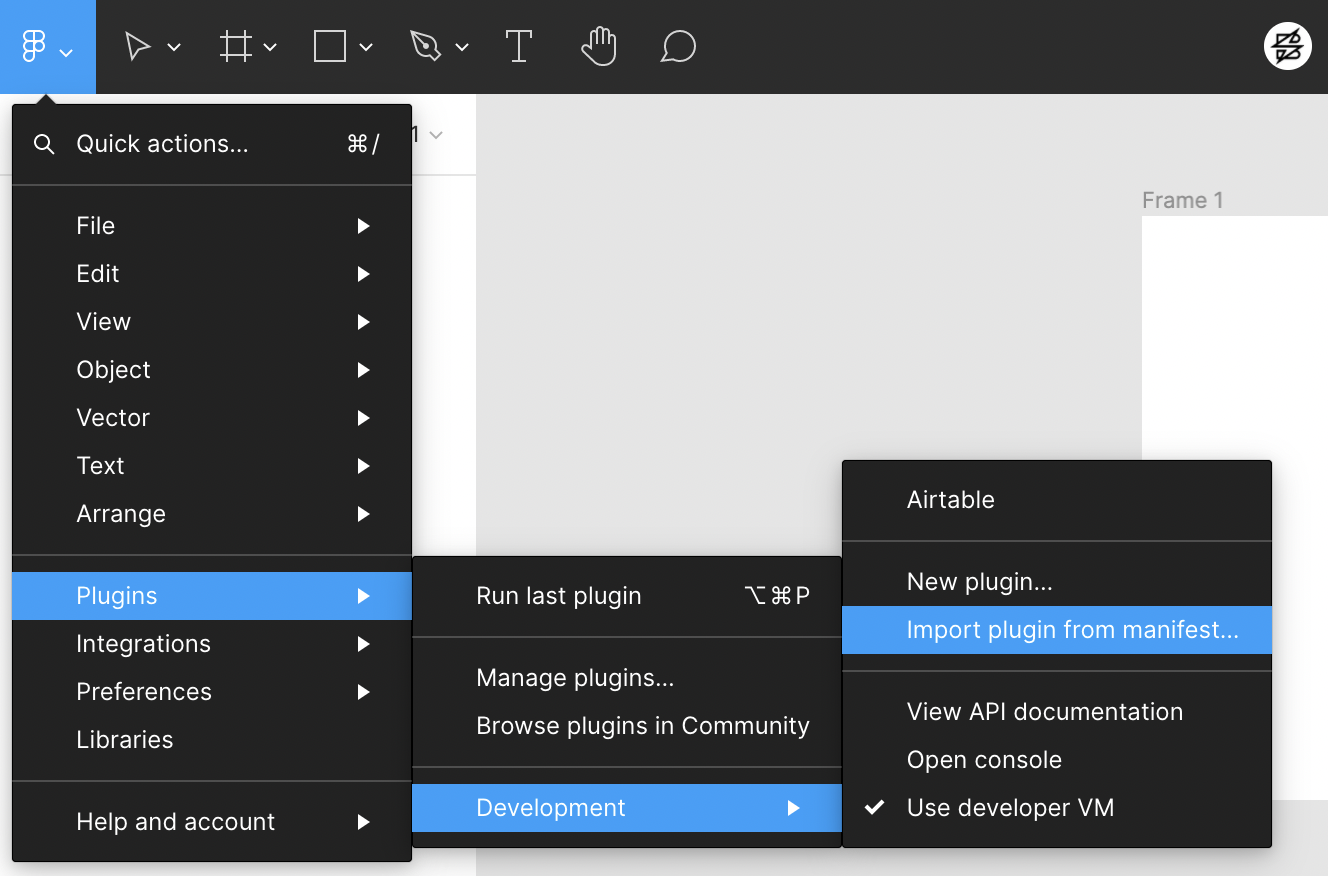 Quick actions... ⌘/
1
Frame 1
File
Edit
View
Object
Vector
Text
Arrange
Plugins
Integrations
Preferences
Libraries
Help and account
Run last plugin ⌥⌘P
Manage plugins...
Browse plugins in Community
Development
Airtable
New plugin...
Import plugin from manifest...
View API documentation
Open console
Use developer VM